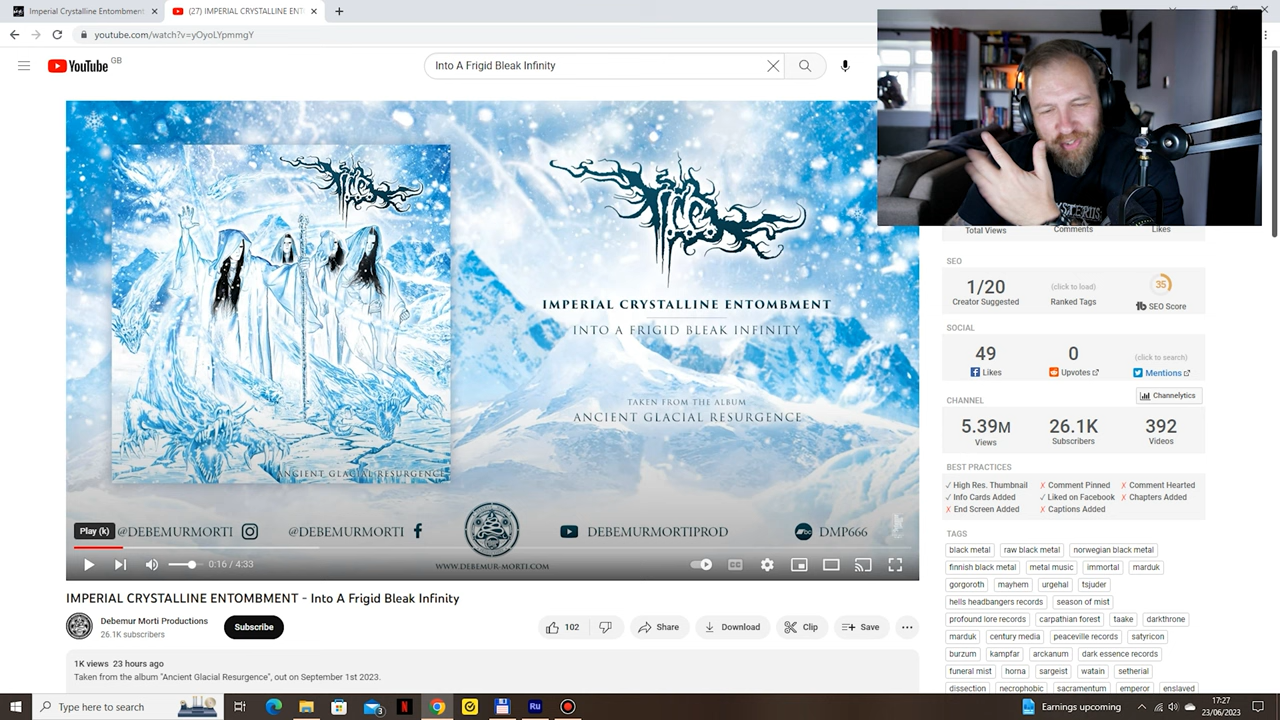 Imperial Crystalline Entombment
(27) IMPERIAL CRYSTALLINE ENT
youtube.com/watch?v=yOyoLYpmmgY
YouTube GB
Into A Frigid Bleak Infinity
IMPERIAL CRYSTALLINE ENTOMBMENT
INTO A FRIGID BLEAK INFINITY
TAKEN FROM THE ALBUM
ANCIENT GLACIAL RESURGENCE
ANCIENT GLACIAL RESURGENCE
Play (k)
@DEBEMURMORTI
@DEBEMURMORTI
DEBEMURMORTIPROD
DMP666
WWW.DEBEMUR-MORTI.COM
0:16 / 4:33
IMPERIAL CRYSTALLINE ENTOMBMENT - Into A Frigid Bleak Infinity
Debemur Morti Productions
26.1K subscribers
Subscribe
102
Share
Download
Clip
Save
1K views 23 hours ago
Taken from the album "Ancient Glacial Resurgence", out on September 1st 2023.
Total Views Comments Likes
SEO
1/20 (click to load) 35
Creator Suggested Ranked Tags tb SEO Score
SOCIAL
49 0 (click to search)
Likes Upvotes Mentions
CHANNEL
Channelytics
5.39M 26.1K 392
Views Subscribers Videos
BEST PRACTICES
✓ High Res. Thumbnail ✗ Comment Pinned ✗ Comment Hearted
✓ Info Cards Added ✓ Liked on Facebook ✗ Chapters Added
✗ End Screen Added ✗ Captions Added
TAGS
black metal raw black metal norwegian black metal
finnish black metal metal music immortal marduk
gorgoroth mayhem urgehal tsjuder
hells headbangers records season of mist
profound lore records carpathian forest taake darkthrone
marduk century media peaceville records satyricon
burzum kampfar arckanum dark essence records
funeral mist horna sargeist watain setherial
dissection necrophobic sacramentum emperor enslaved
Type here to search
3
Ru
Earnings upcoming
17:27
23/06/2023